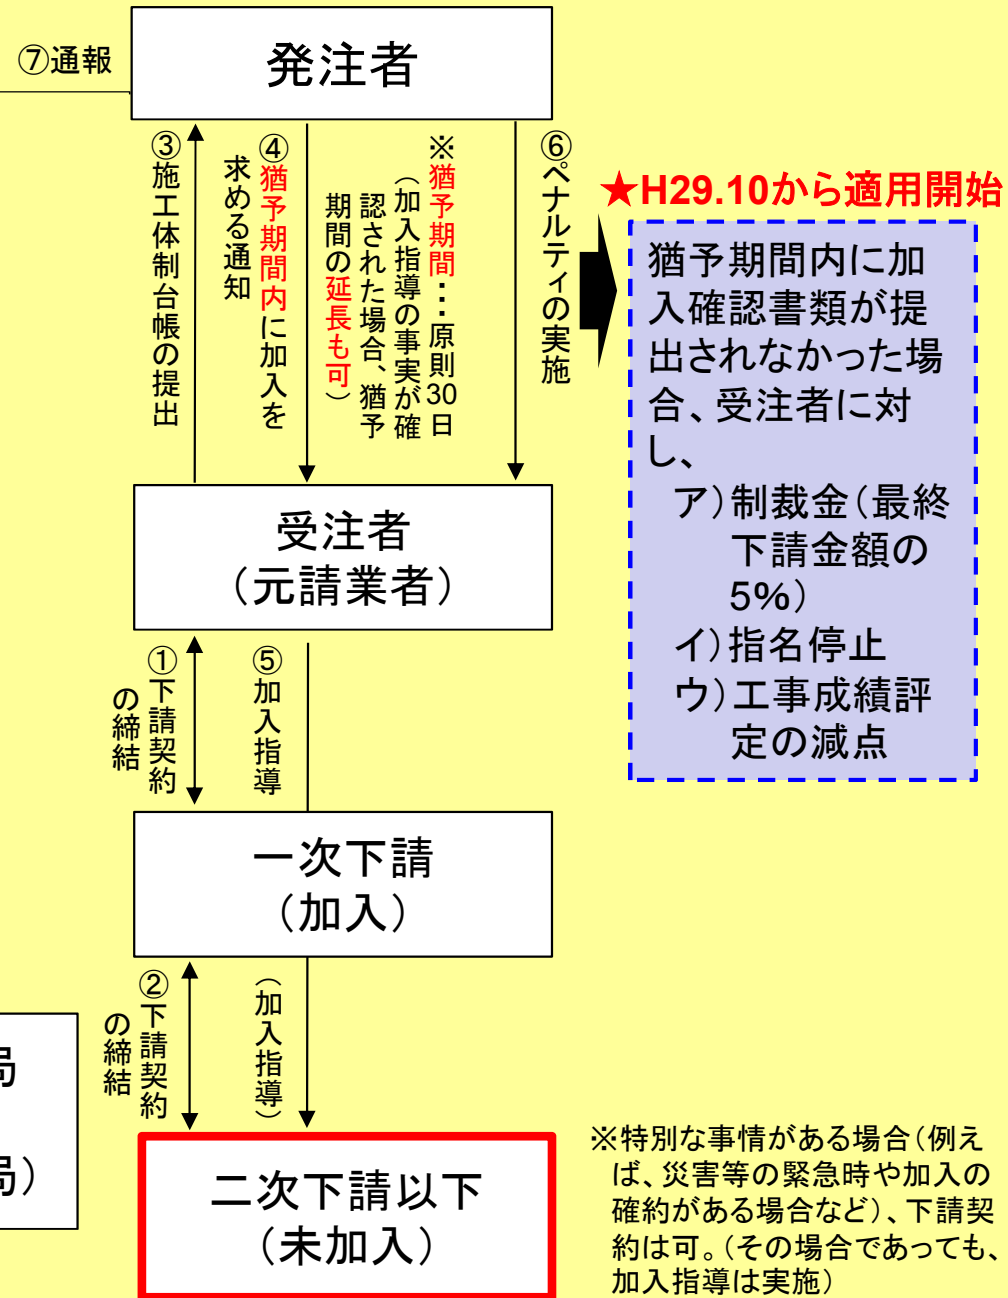 ⑦通報
発注者
③施工体制台帳の提出
④猶予期間内に加入を
求める通知
※猶予期間・・・原則30日
（加入指導の事実が確
認された場合、猶予
期間の延長も可）
⑥ペナルティの実施
★H29.10から適用開始
猶予期間内に加
入確認書類が提
出されなかった場
合、受注者に対
し、
ア）制裁金（最終
下請金額の
5%）
イ）指名停止
ウ）工事成績評
定の減点
受注者
（元請業者）
①下請契約
の締結
⑤加入指導
一次下請
（加入）
②下請契約
の締結
（加入指導）
局
局）
二次下請以下
（未加入）
※特別な事情がある場合（例え
ば、災害等の緊急時や加入の
確約がある場合など）、下請契
約は可。（その場合であっても、
加入指導は実施）